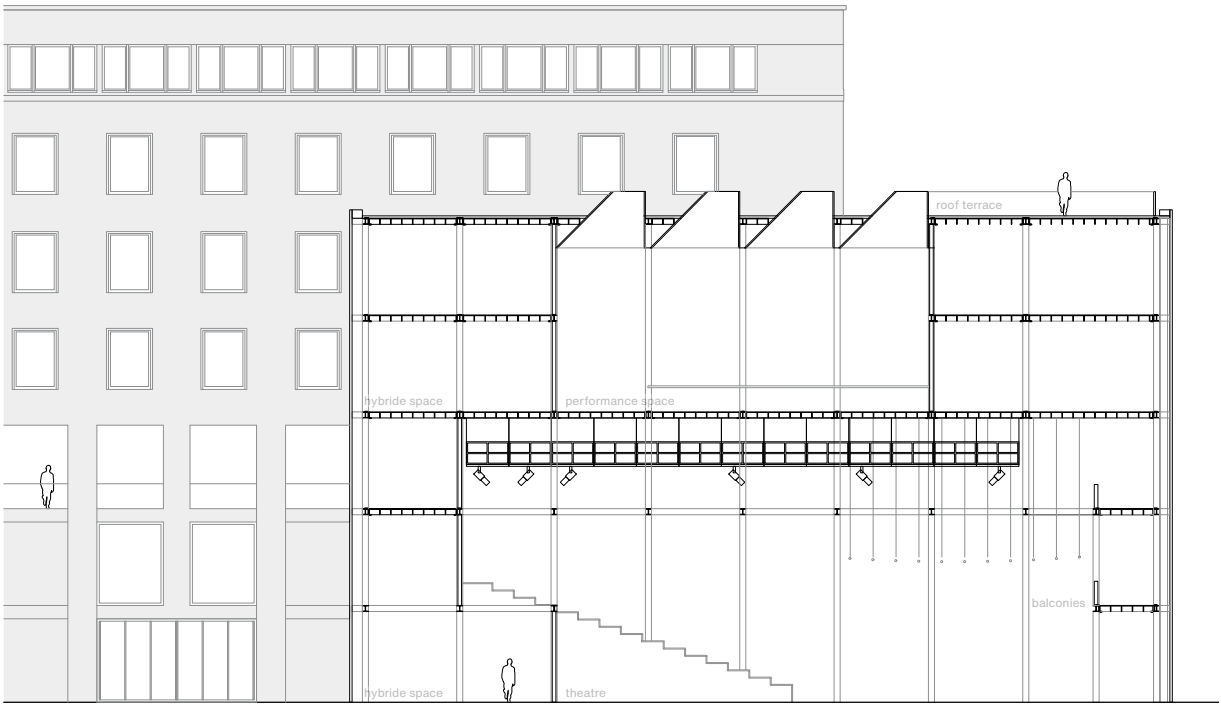 roof terrace
hybride space
performance space
balconies
hybride space
theatre